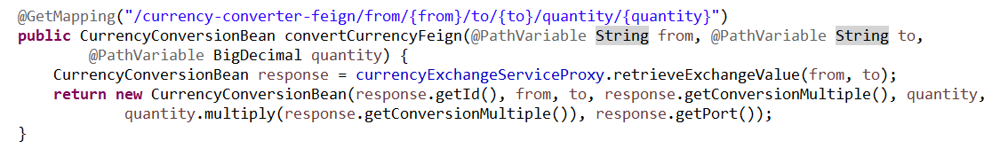 @GetMapping("/currency-converter-feign/from/{from}/to/{to}/quantity/{quantity}")
public CurrencyConversionBean convertCurrencyFeign(@PathVariable String from, @PathVariable String to,
@PathVariable BigDecimal quantity) {
CurrencyConversionBean response = currencyExchangeServiceProxy.retrieveExchangeValue(from, to);
return new CurrencyConversionBean(response.getId(), from, to, response.getConversionMultiple(), quantity,
quantity.multiply(response.getConversionMultiple()), response.getPort());
}